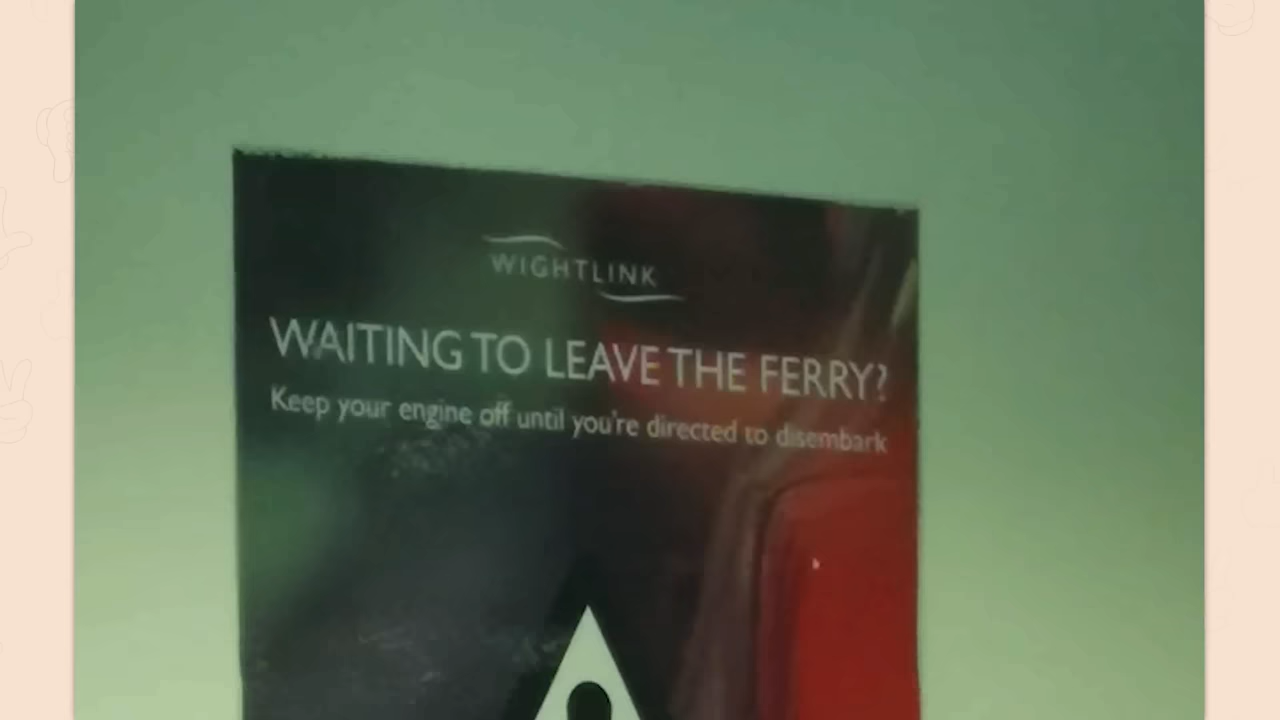 WIGHTLINK
WAITING TO LEAVE THE FERRY?
Keep your engine off until you're directed to disembark